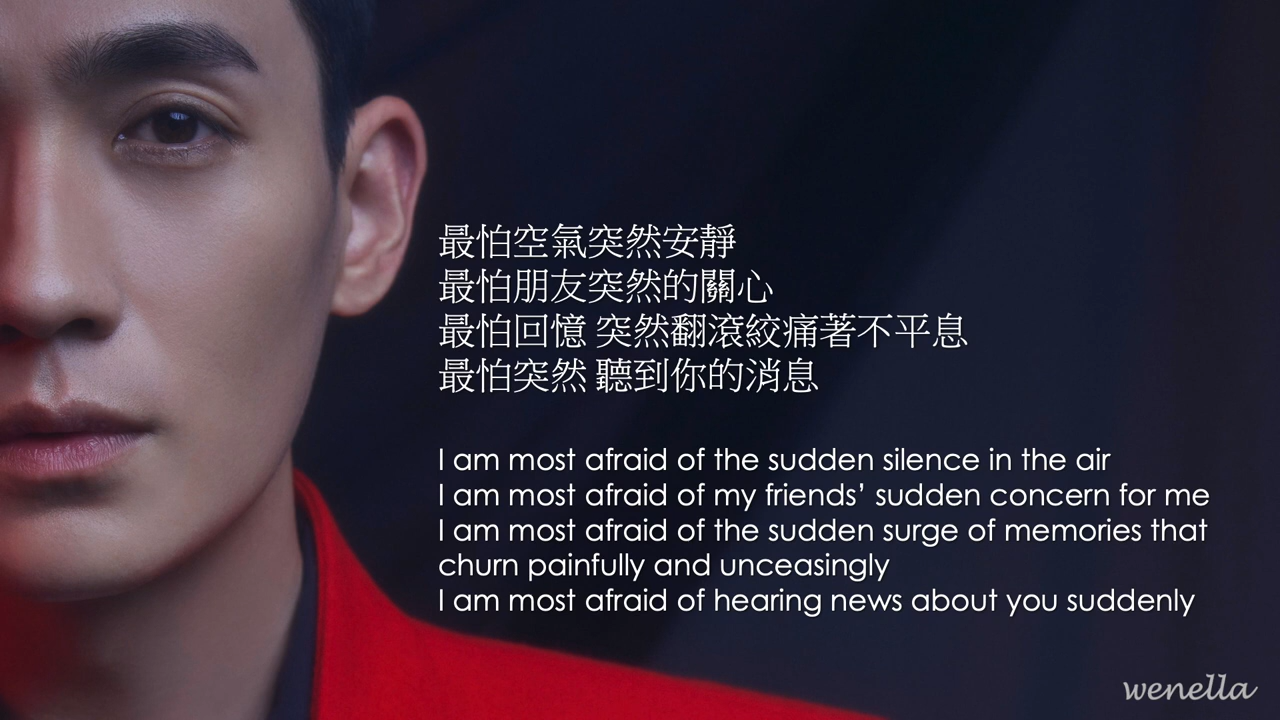 最怕空氣突然安靜
最怕朋友突然的關心
最怕回憶 突然翻滾絞痛著不平息
最怕突然 聽到你的消息
I am most afraid of the sudden silence in the air
I am most afraid of my friends’ sudden concern for me
I am most afraid of the sudden surge of memories that
churn painfully and unceasingly
I am most afraid of hearing news about you suddenly
wenella